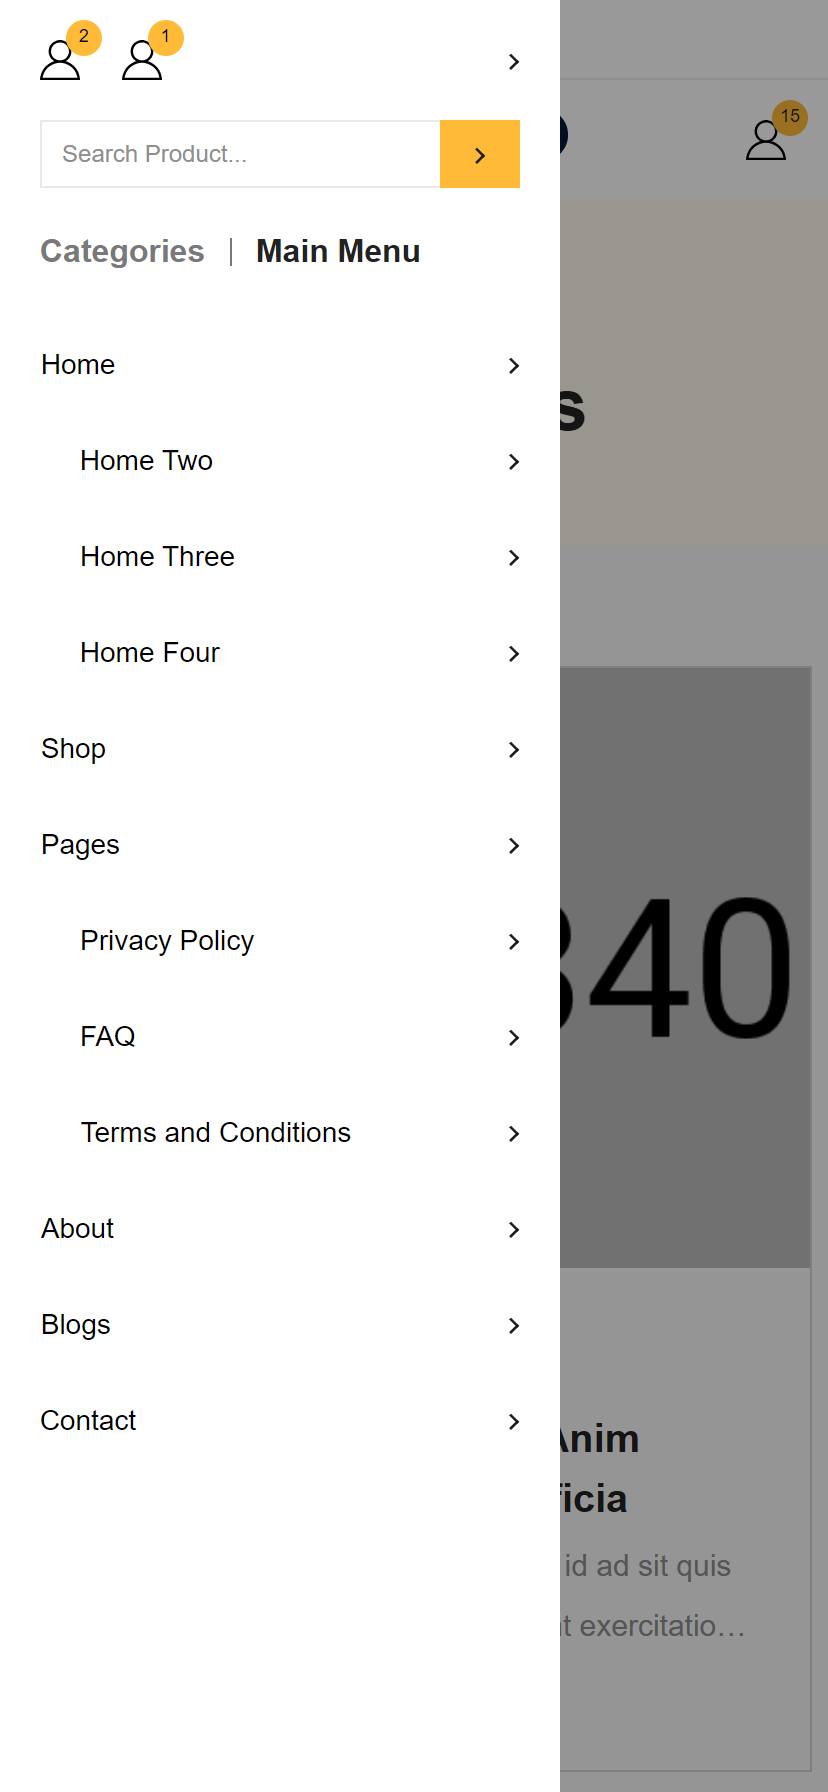 2 1
15
Search Product...
Categories | Main Menu
Home
Home Two
Home Three
Home Four
Shop
Pages
Privacy Policy
FAQ
Terms and Conditions
About
Blogs
Contact
s
340
Anim
ficia
id ad sit quis
t exercitatio...